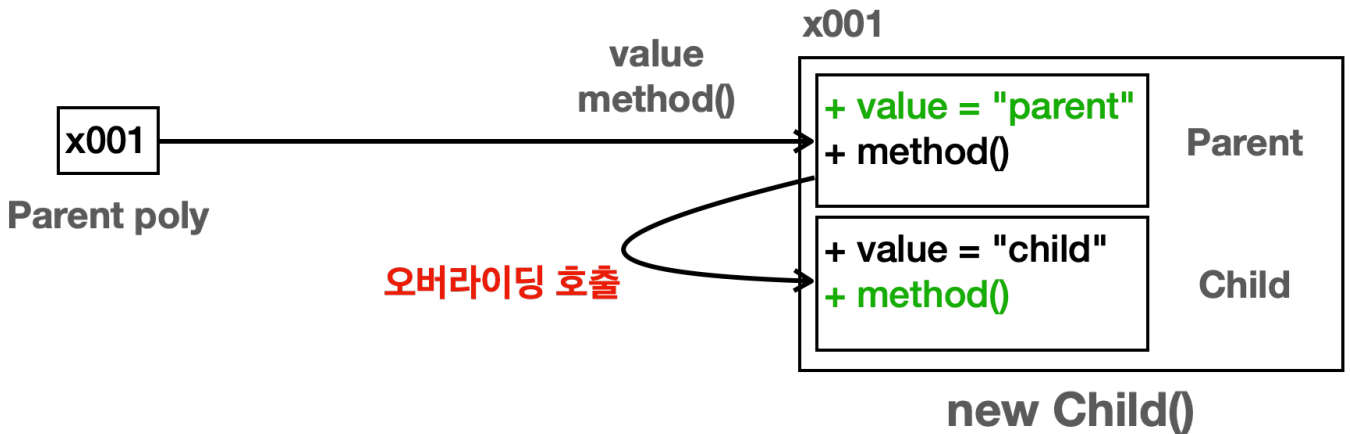 x001
value
method()
x001
Parent poly
+ value = "parent"
+ method()
Parent
오버라이딩 호출
+ value = "child"
+ method()
Child
new Child()